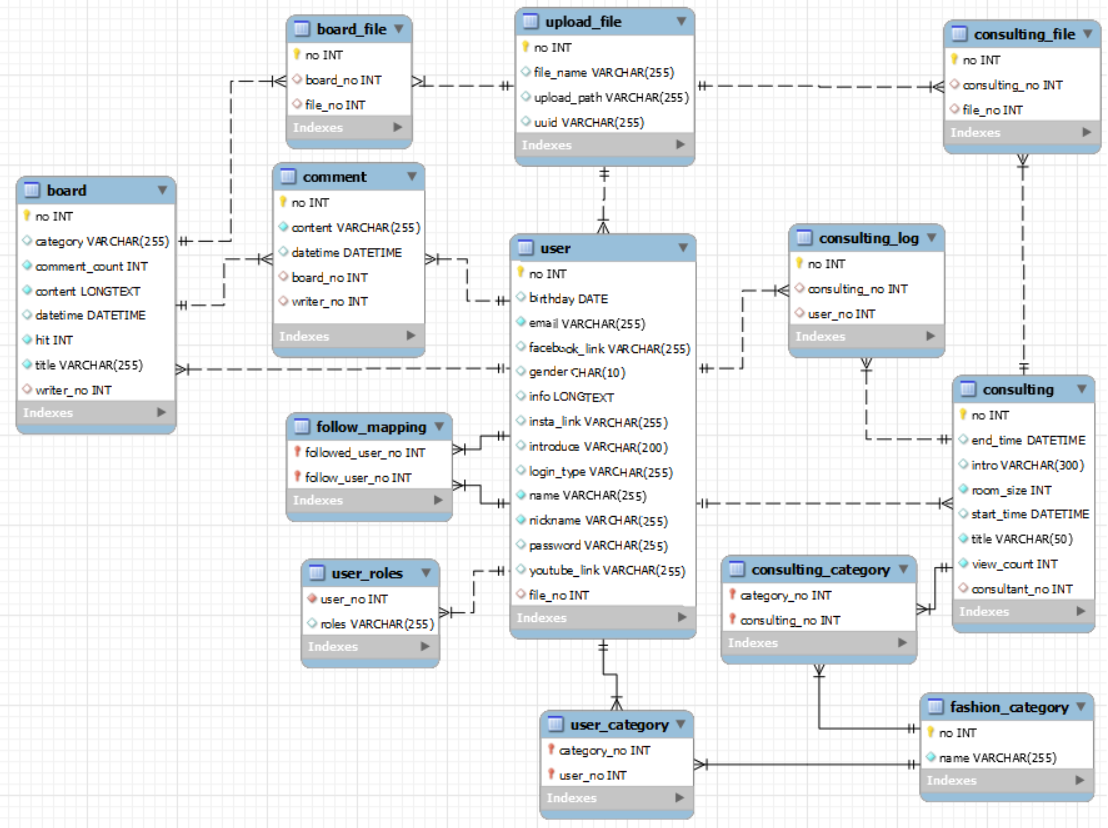 board_file
no INT
board_no INT
file_no INT
Indexes
upload_file
no INT
file_name VARCHAR(255)
upload_path VARCHAR(255)
uuid VARCHAR(255)
Indexes
consulting_file
no INT
consulting_no INT
file_no INT
Indexes
board
no INT
category VARCHAR(255)
comment_count INT
content LONGTEXT
datetime DATETIME
hit INT
title VARCHAR(255)
writer_no INT
Indexes
comment
no INT
content VARCHAR(255)
datetime DATETIME
board_no INT
writer_no INT
Indexes
user
no INT
birthday DATE
email VARCHAR(255)
facebook_link VARCHAR(255)
gender CHAR(10)
info LONGTEXT
insta_link VARCHAR(255)
introduce VARCHAR(200)
login_type VARCHAR(255)
name VARCHAR(255)
nickname VARCHAR(255)
password VARCHAR(255)
youtube_link VARCHAR(255)
file_no INT
Indexes
consulting_log
no INT
consulting_no INT
user_no INT
Indexes
consulting
no INT
end_time DATETIME
intro VARCHAR(300)
room_size INT
start_time DATETIME
title VARCHAR(50)
view_count INT
consultant_no INT
Indexes
follow_mapping
followed_user_no INT
follow_user_no INT
Indexes
user_roles
user_no INT
roles VARCHAR(255)
Indexes
consulting_category
category_no INT
consulting_no INT
Indexes
user_category
category_no INT
user_no INT
Indexes
fashion_category
no INT
name VARCHAR(255)
Indexes